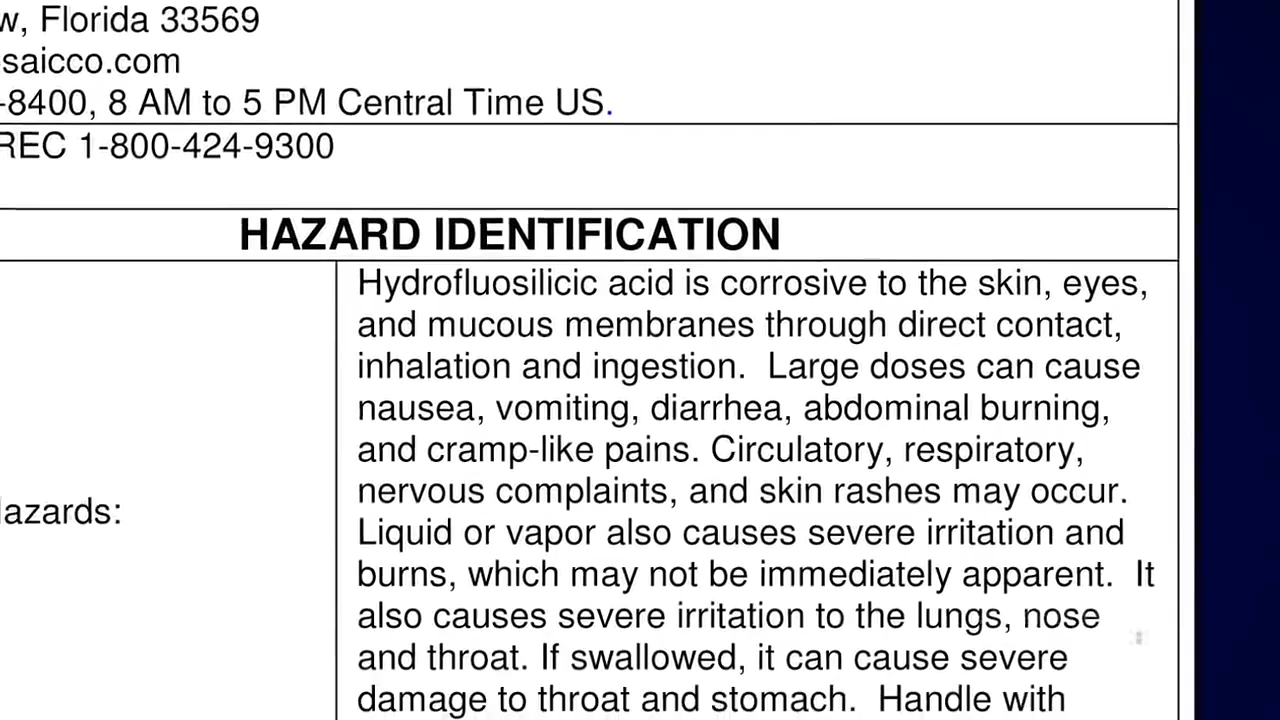 w, Florida 33569
saicco.com
-8400, 8 AM to 5 PM Central Time US.
REC 1-800-424-9300
HAZARD IDENTIFICATION
Hydrofluosilicic acid is corrosive to the skin, eyes,
and mucous membranes through direct contact,
inhalation and ingestion.  Large doses can cause
nausea, vomiting, diarrhea, abdominal burning,
and cramp-like pains. Circulatory, respiratory,
nervous complaints, and skin rashes may occur.
azards:
Liquid or vapor also causes severe irritation and
burns, which may not be immediately apparent.  It
also causes severe irritation to the lungs, nose
and throat. If swallowed, it can cause severe
damage to throat and stomach.  Handle with